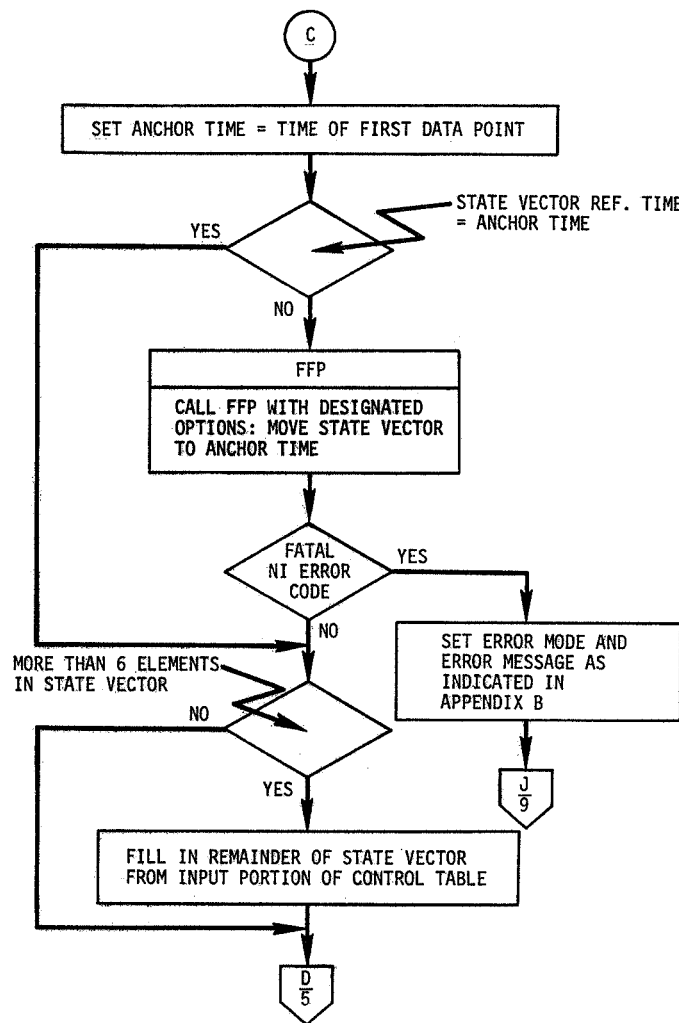 C
SET ANCHOR TIME = TIME OF FIRST DATA POINT
STATE VECTOR REF. TIME
= ANCHOR TIME
YES
NO
FFP
CALL FFP WITH DESIGNATED
OPTIONS: MOVE STATE VECTOR
TO ANCHOR TIME
FATAL
NI ERROR
CODE
YES
NO
SET ERROR MODE AND
ERROR MESSAGE AS
INDICATED IN
APPENDIX B
MORE THAN 6 ELEMENTS
IN STATE VECTOR
NO
YES
J
9
FILL IN REMAINDER OF STATE VECTOR
FROM INPUT PORTION OF CONTROL TABLE
D
5